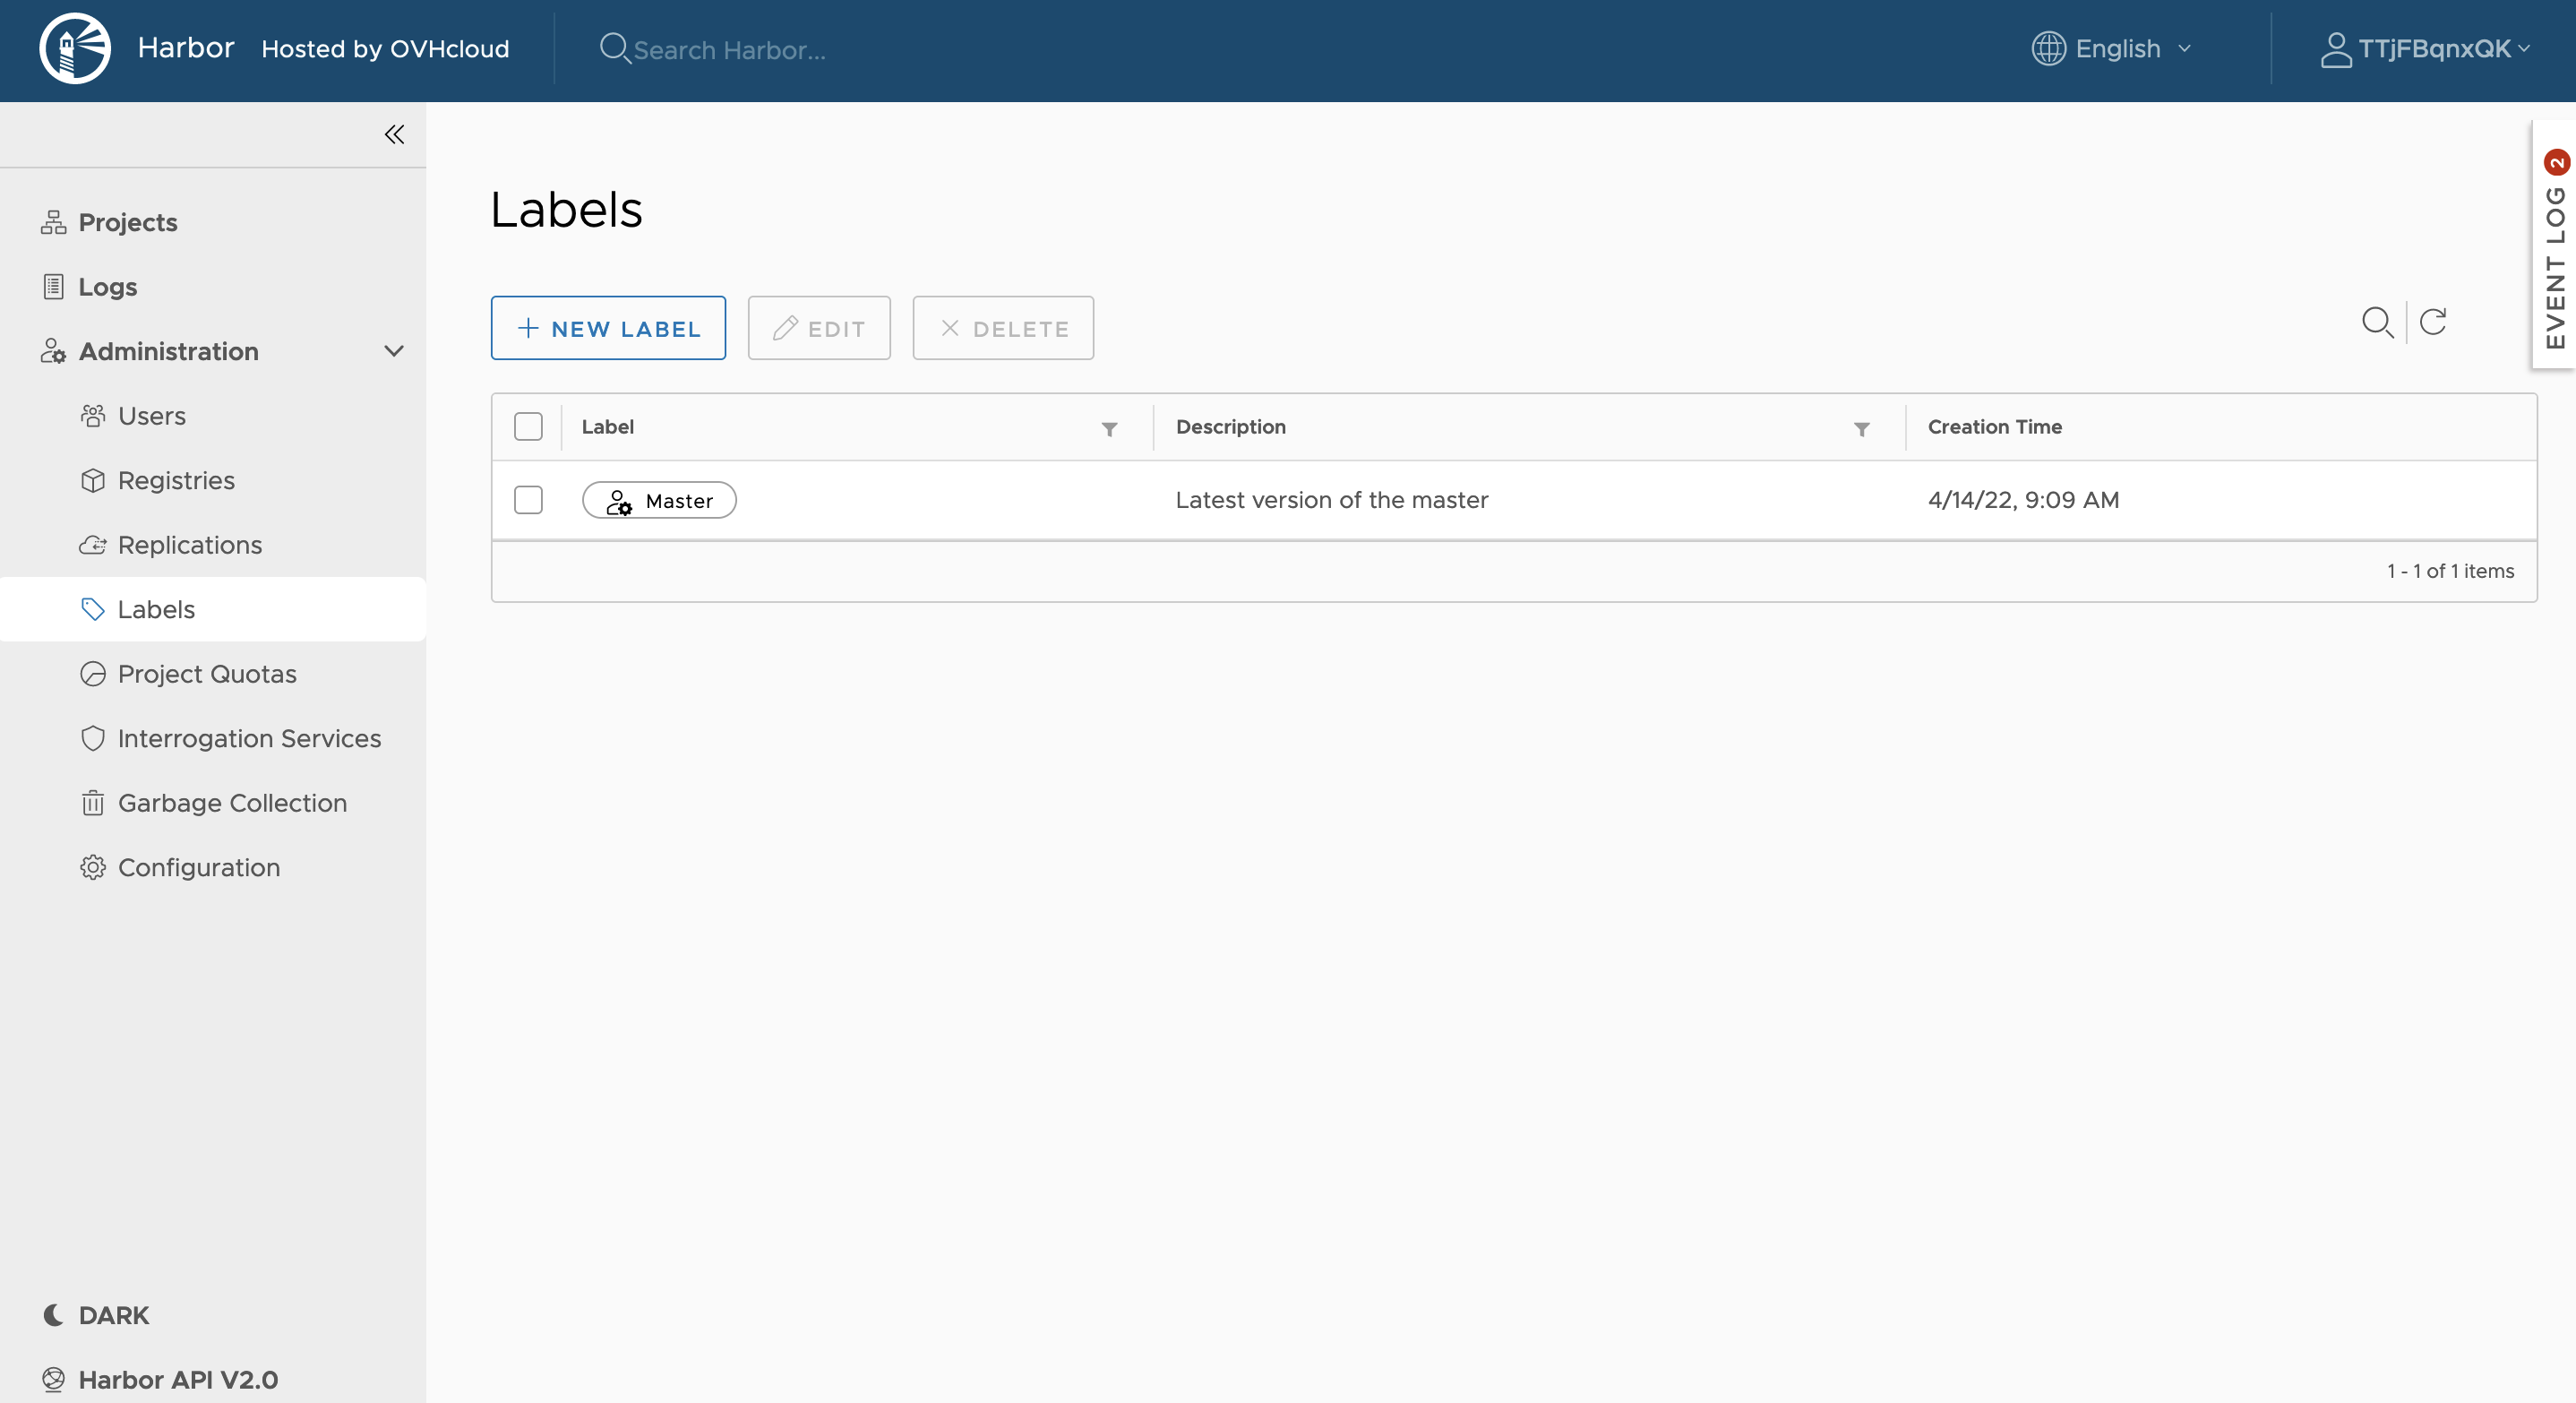 Harbor Hosted by OVHcloud Search Harbor... English TTjFBqnxQK
EVENT LOG 2
Projects
Logs
Administration
Users
Registries
Replications
Labels
Project Quotas
Interrogation Services
Garbage Collection
Configuration
DARK
Harbor API V2.0
Labels
NEW LABEL EDIT DELETE
Label Description Creation Time
Master Latest version of the master 4/14/22, 9:09 AM
1 - 1 of 1 items